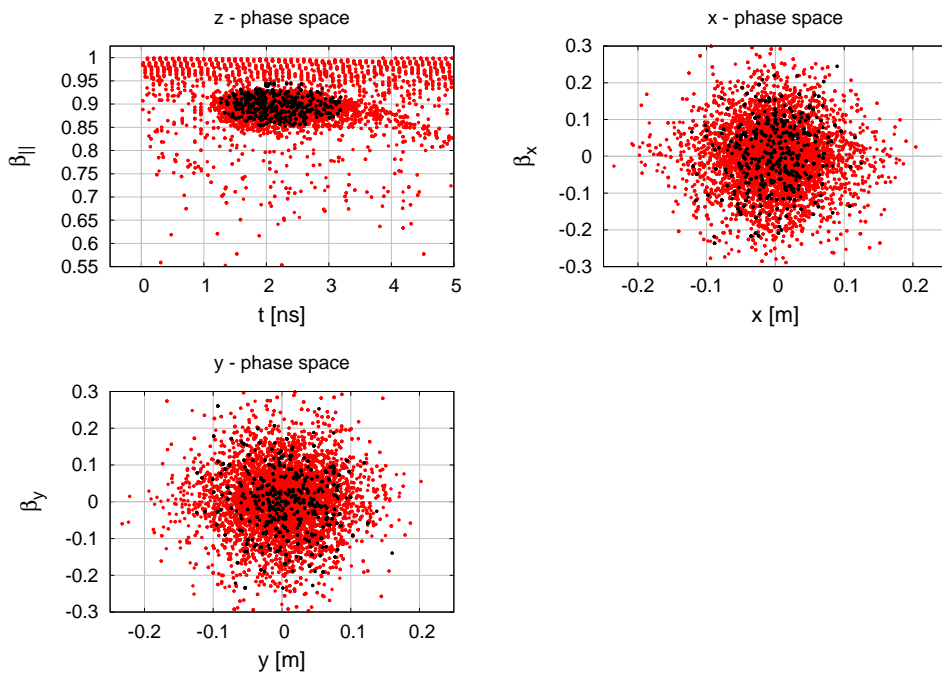 z - phase space
β||
1
0.95
0.9
0.85
0.8
0.75
0.7
0.65
0.6
0.55
0 1 2 3 4 5
t [ns]
x - phase space
βx
0.3
0.2
0.1
0
-0.1
-0.2
-0.3
-0.2 -0.1 0 0.1 0.2
x [m]
y - phase space
βy
0.3
0.2
0.1
0
-0.1
-0.2
-0.3
-0.2 -0.1 0 0.1 0.2
y [m]